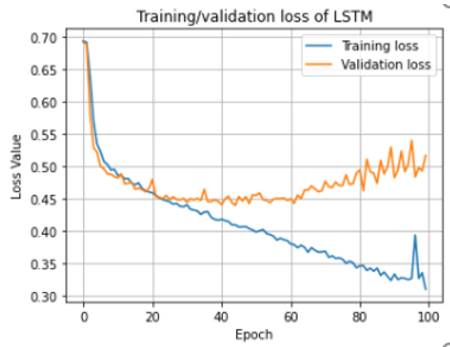 Training/validation loss of LSTM
Training loss
Validation loss
0.70
0.65
0.60
0.55
0.50
0.45
0.40
0.35
0.30
Loss Value
0 20 40 60 80 100
Epoch